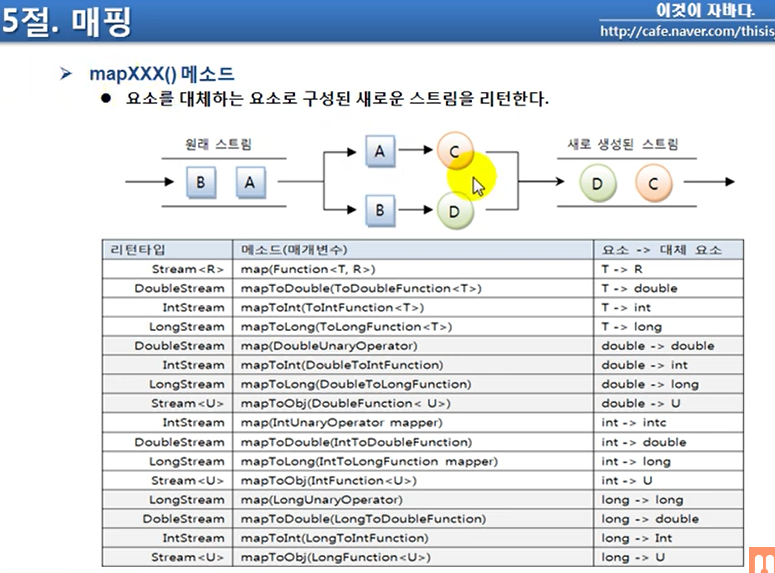 5절. 매핑
이것이 자바다.
http://cafe.naver.com/thisis
mapXXX() 메소드
요소를 대체하는 요소로 구성된 새로운 스트림을 리턴한다.
원래 스트림
새로 생성된 스트림
A C
B A
D C
B D
리턴타입 메소드(매개변수) 요소 -> 대체 요소
Stream<R> map(Function<T, R>) T -> R
DoubleStream mapToDouble(ToDoubleFunction<T>) T -> double
IntStream mapToInt(ToIntFunction<T>) T -> int
LongStream mapToLong(ToLongFunction<T>) T -> long
DoubleStream map(DoubleUnaryOperator) double -> double
IntStream mapToInt(DoubleToIntFunction) double -> int
LongStream mapToLong(DoubleToLongFunction) double -> long
Stream<U> mapToObj(DoubleFunction< U>) double -> U
IntStream map(IntUnaryOperator mapper) int -> intc
DoubleStream mapToDouble(IntToDoubleFunction) int -> double
LongStream mapToLong(IntToLongFunction mapper) int -> long
Stream<U> mapToObj(IntFunction<U>) int -> U
LongStream map(LongUnaryOperator) long -> long
DobleStream mapToDouble(LongToDoubleFunction) long -> double
IntStream mapToInt(LongToIntFunction) long -> Int
Stream<U> mapToObj(LongFunction<U>) long -> U